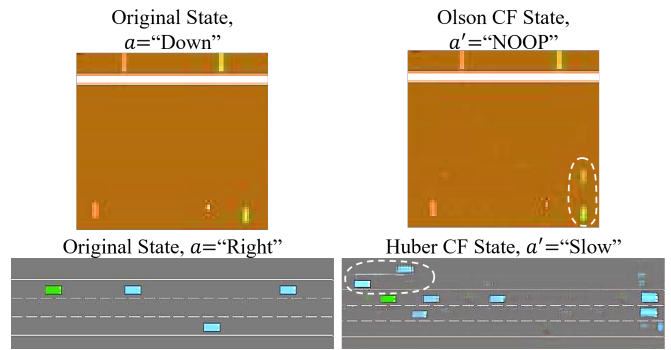 Original State,
a=“Down”
Olson CF State,
a′=“NOOP”
Original State, a=“Right”
Huber CF State, a′=“Slow”